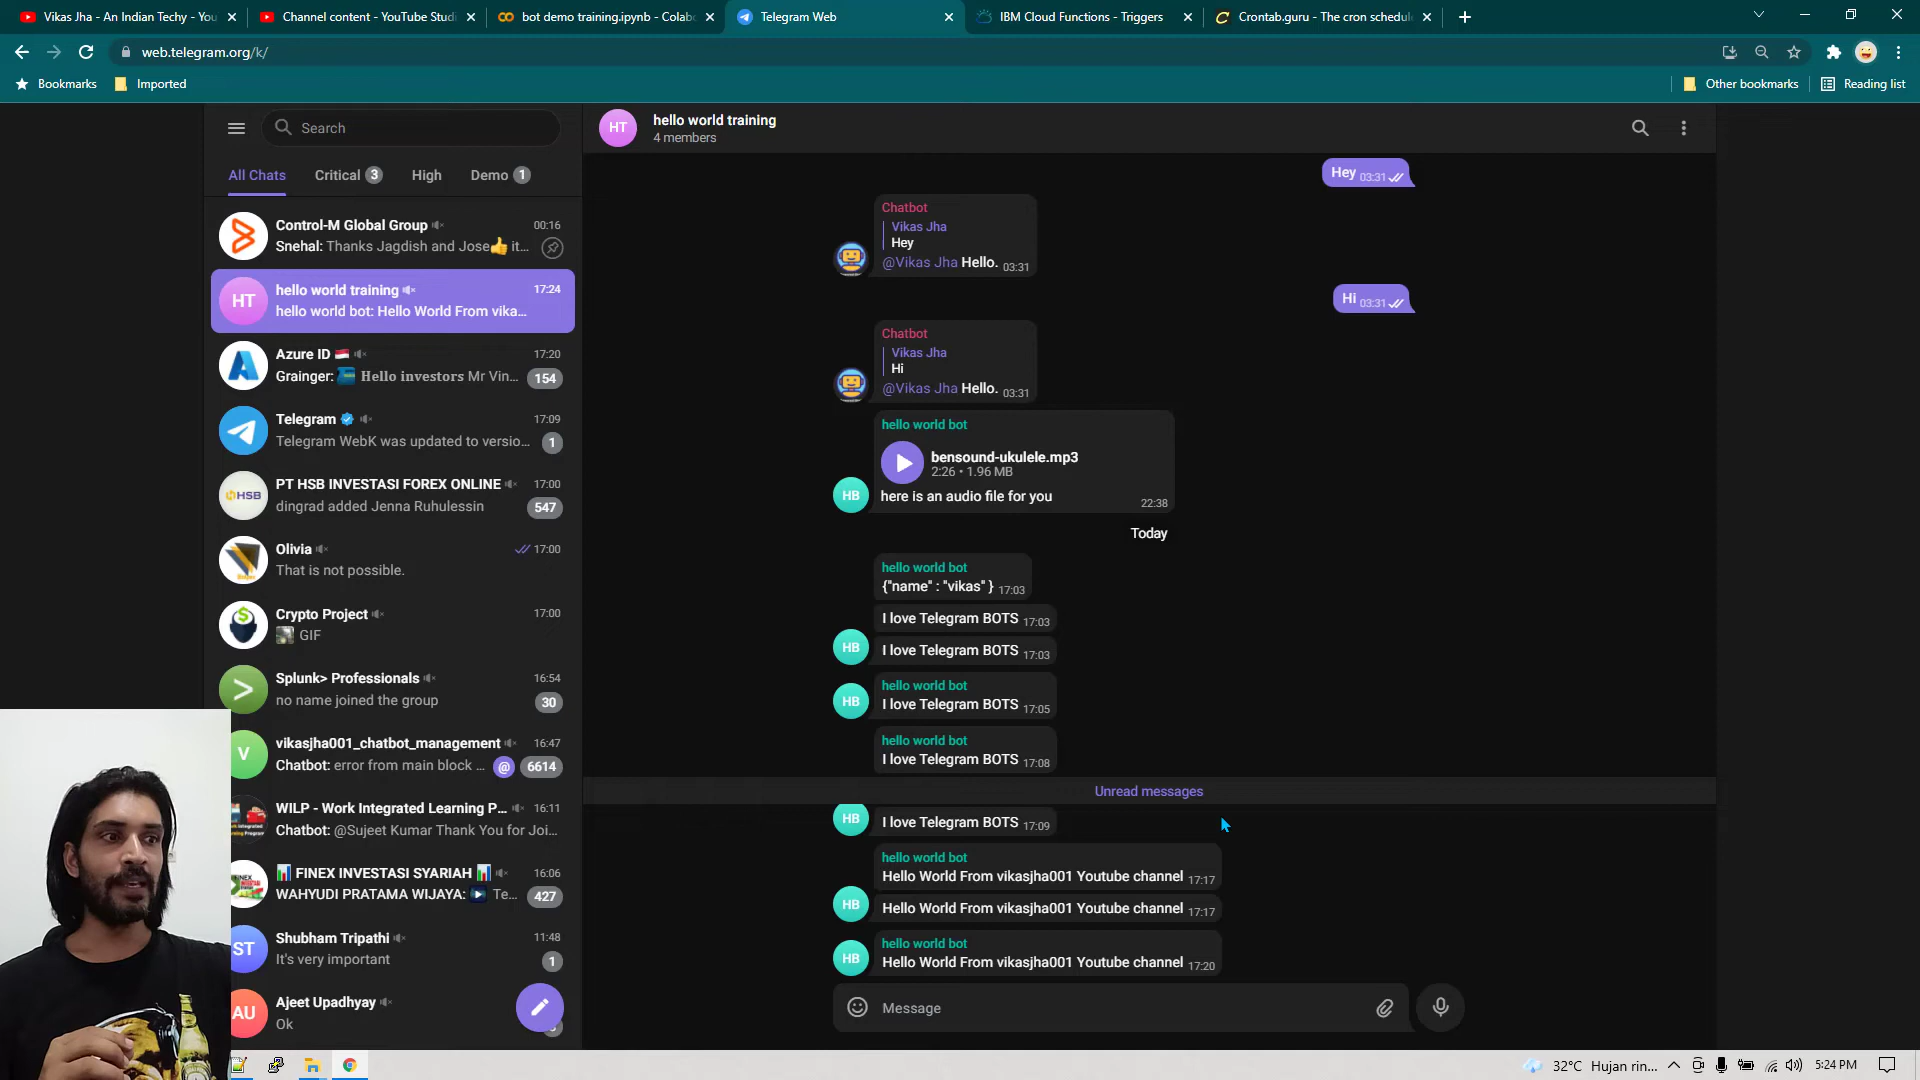 Vikas Jha - An Indian Techy - You
Channel content - YouTube Studi
bot demo training.ipynb - Colabo
Telegram Web
IBM Cloud Functions - Triggers
Crontab.guru - The cron schedule
web.telegram.org/k/
Bookmarks
Imported
Other bookmarks
Reading list
Search
All Chats
Critical 3
High
Demo 1
Control-M Global Group 00:16
Snehal: Thanks Jagdish and Jose👍 it...
HT
hello world training 17:24
hello world bot: Hello World From vika...
Azure ID 🇮🇩 17:20
Grainger: Hello investors Mr Vin... 154
Telegram 17:09
Telegram WebK was updated to versio... 1
HSB
PT HSB INVESTASI FOREX ONLINE 17:00
dingrad added Jenna Ruhulessin 547
Olivia 17:00
That is not possible.
Crypto Project 17:00
GIF
Splunk> Professionals 16:54
no name joined the group 30
V
vikasjha001_chatbot_management 16:47
Chatbot: error from main block ... @ 6614
WILP - Work Integrated Learning P... 16:11
Chatbot: @Sujeet Kumar Thank You for Joi...
📊 FINEX INVESTASI SYARIAH 📊 16:06
WAHYUDI PRATAMA WIJAYA: Te... 427
ST
Shubham Tripathi 11:48
It's very important 1
AU
Ajeet Upadhyay
Ok
HT
hello world training
4 members
Hey 03:31
Chatbot
Vikas Jha
Hey
@Vikas Jha Hello. 03:31
Hi 03:31
Chatbot
Vikas Jha
Hi
@Vikas Jha Hello. 03:31
hello world bot
bensound-ukulele.mp3
2:26 • 1.96 MB
HB
here is an audio file for you 22:38
Today
hello world bot
{"name" : "vikas" } 17:03
I love Telegram BOTS 17:03
HB
I love Telegram BOTS 17:03
hello world bot
HB
I love Telegram BOTS 17:05
hello world bot
I love Telegram BOTS 17:08
Unread messages
HB
I love Telegram BOTS 17:09
hello world bot
Hello World From vikasjha001 Youtube channel 17:17
HB
Hello World From vikasjha001 Youtube channel 17:17
hello world bot
HB
Hello World From vikasjha001 Youtube channel 17:20
Message
32°C Hujan rin...
5:24 PM